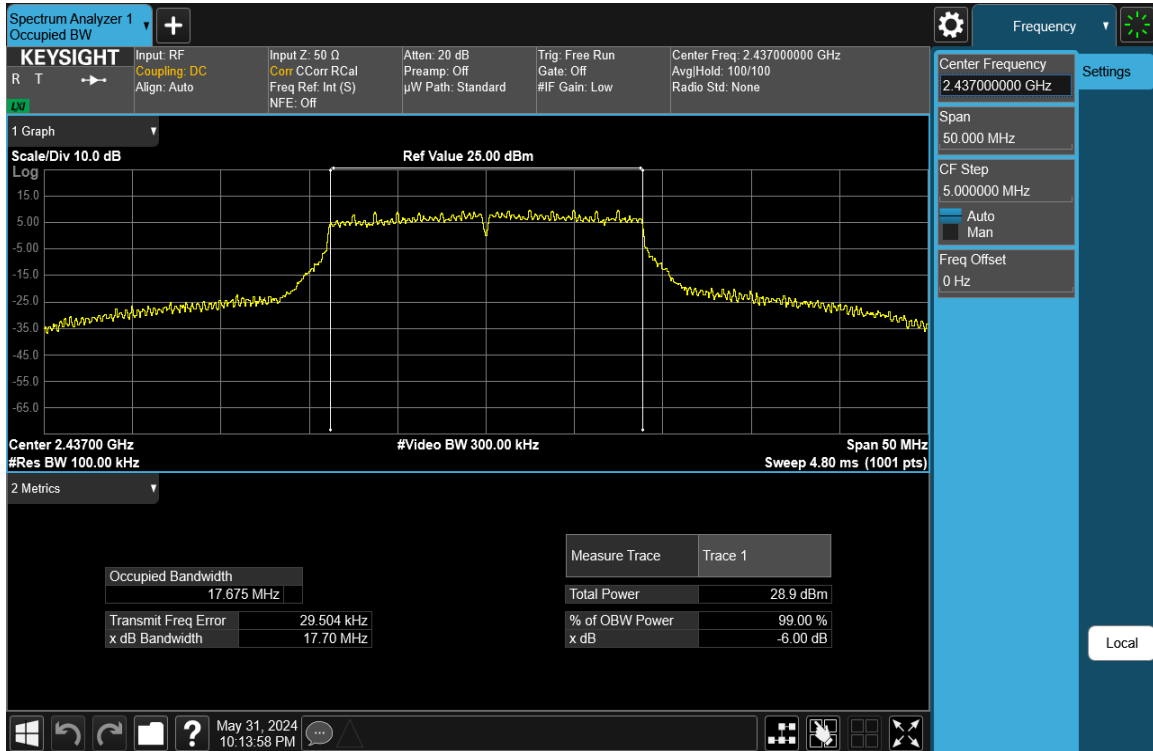 Spectrum Analyzer 1
Occupied BW
Frequency
KEYSIGHT
R T
LXI
Input: RF
Coupling: DC
Align: Auto
Input Z: 50 Ω
Corr CCorr RCal
Freq Ref: Int (S)
NFE: Off
Atten: 20 dB
Preamp: Off
µW Path: Standard
Trig: Free Run
Gate: Off
#IF Gain: Low
Center Freq: 2.437000000 GHz
Avg|Hold: 100/100
Radio Std: None
Center Frequency
2.437000000 GHz
Settings
Span
50.000 MHz
CF Step
5.000000 MHz
Auto
Man
Freq Offset
0 Hz
1 Graph
Scale/Div 10.0 dB
Ref Value 25.00 dBm
Log
15.0
5.00
-5.00
-15.0
-25.0
-35.0
-45.0
-55.0
-65.0
Center 2.43700 GHz
#Video BW 300.00 kHz
Span 50 MHz
#Res BW 100.00 kHz
Sweep 4.80 ms (1001 pts)
2 Metrics
Measure Trace Trace 1
Occupied Bandwidth
17.675 MHz
Total Power 28.9 dBm
Transmit Freq Error 29.504 kHz
% of OBW Power 99.00 %
x dB Bandwidth 17.70 MHz
x dB -6.00 dB
Local
?
May 31, 2024
10:13:58 PM